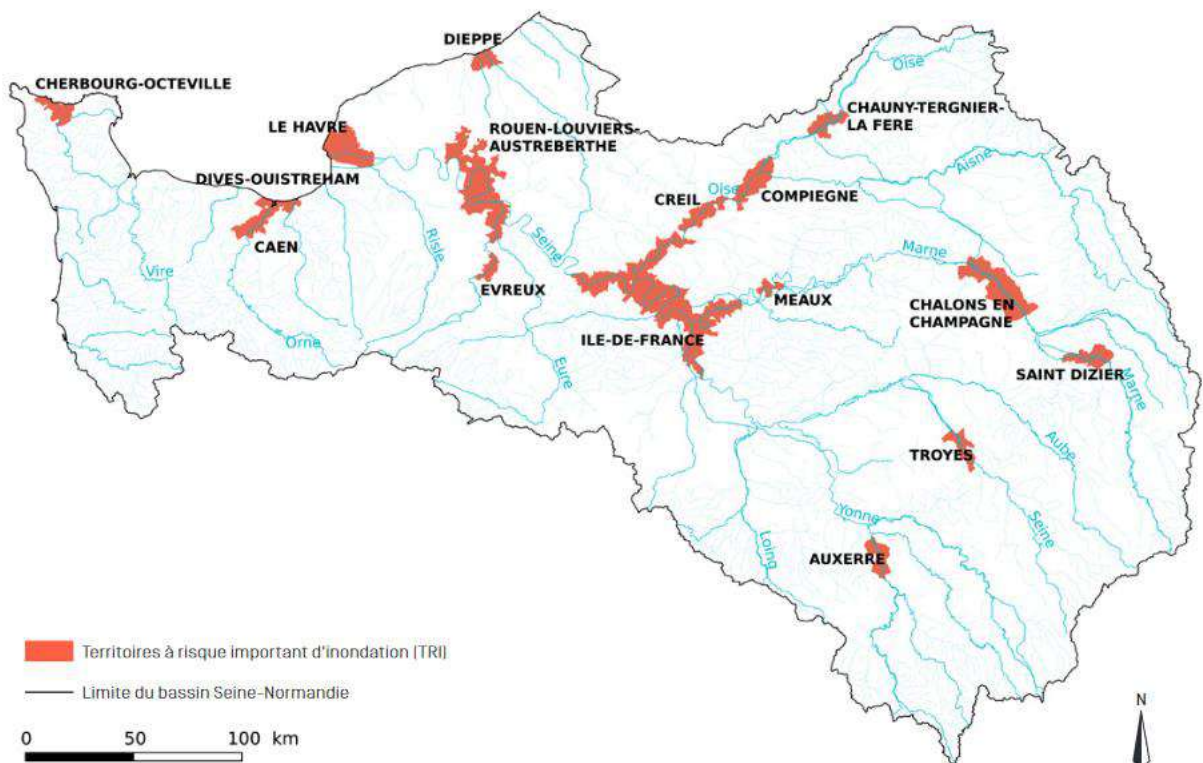 DIEPPE
Oise
CHERBOURG-OCTEVILLE
CHAUNY-TERGNIER-
LA FERE
LE HAVRE
ROUEN-LOUVIERS-
AUSTREBERTHE
Aisne
DIVES-OUISTREHAM
Oise
COMPIEGNE
CREIL
CAEN
Seine
Marne
Risle
Vire
EVREUX
MEAUX
CHALONS EN
CHAMPAGNE
Orne
ILE-DE-FRANCE
Eure
SAINT DIZIER
Marne
Aube
TROYES
Yonne
Seine
Loing
AUXERRE
Territoires à risque important d'inondation (TRI)
Limite du bassin Seine-Normandie
N
0 50 100 km